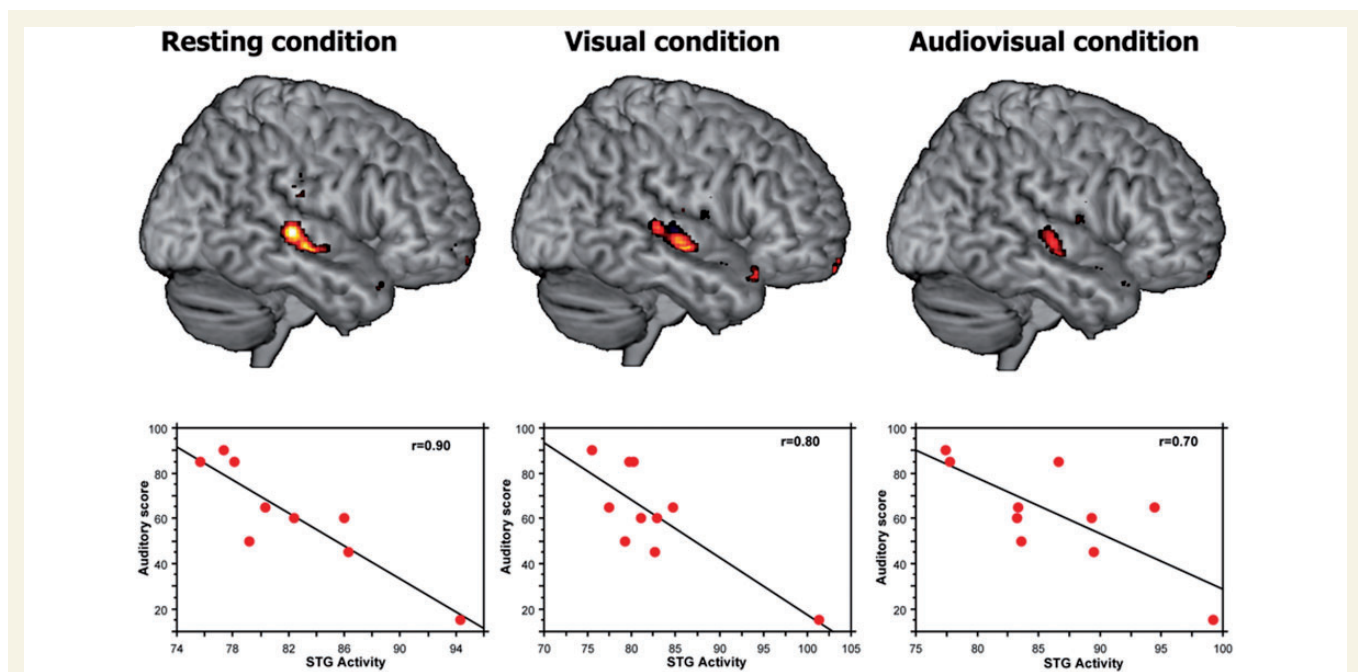 Resting condition Visual condition Audiovisual condition
r=0.90 r=0.80 r=0.70
Auditory score Auditory score Auditory score
100 100 100
80 80 80
60 60 60
40 40 40
20 20 20
74 78 82 86 90 94 70 75 80 85 90 95 100 105 75 80 85 90 95 100
STG Activity STG Activity STG Activity